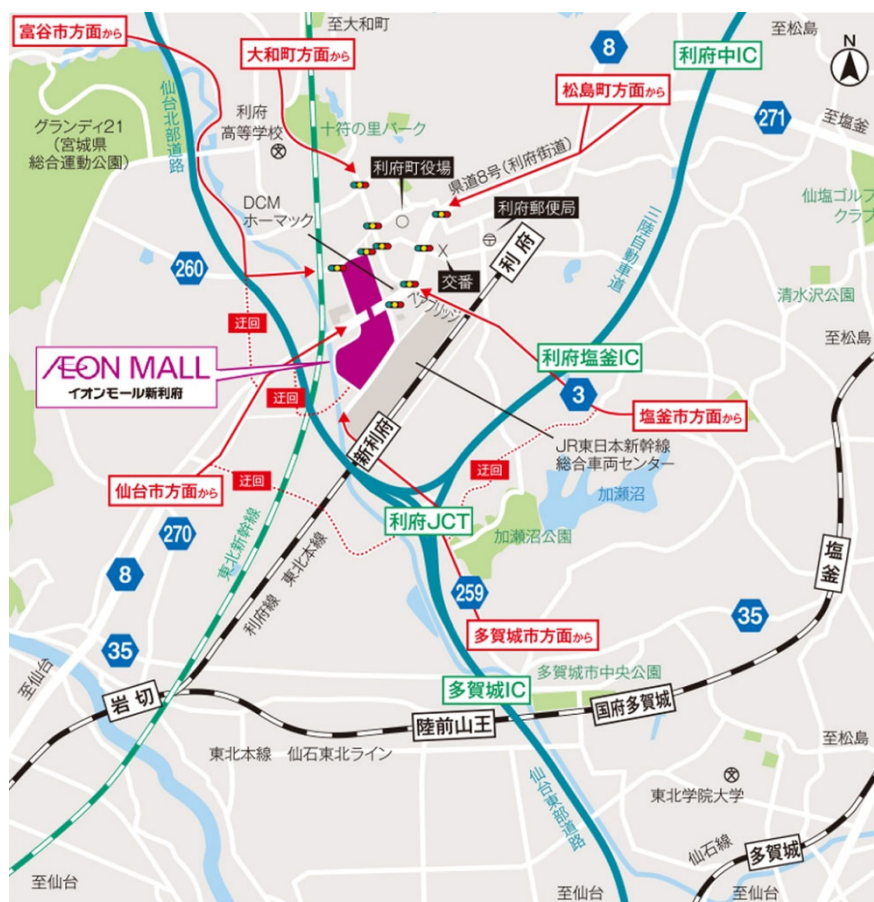 富谷市方面から
至大和町
大和町方面から
8
利府中IC
至松島
N
松島町方面から
仙台北部道路
グランディ21
(宮城県
総合運動公園)
利府
高等学校
十符の里パーク
271
至塩釜
利府町役場
県道8号(利府街道)
DCM
ホーマック
利府郵便局
仙塩ゴルフ
クラブ
三陸自動車道
260
交番
利府
清水沢公園
アプリッジ
迂回
至松島
ÆON MALL
イオンモール新利府
利府塩釜IC
迂回
3
塩釜市方面から
新利府
JR東日本新幹線
総合車両センター
仙台市方面から
迂回
迂回
加瀬沼
利府JCT
加瀬沼公園
270
東北新幹線
塩釜
8
利府線
東北本線
259
35
多賀城市方面から
35
至仙台
多賀城市中央公園
多賀城IC
岩切
国府多賀城
陸前山王
至松島
東北本線 仙石東北ライン
仙台東部道路
東北学院大学
仙石線
多賀城
至仙台
至仙台
至仙台